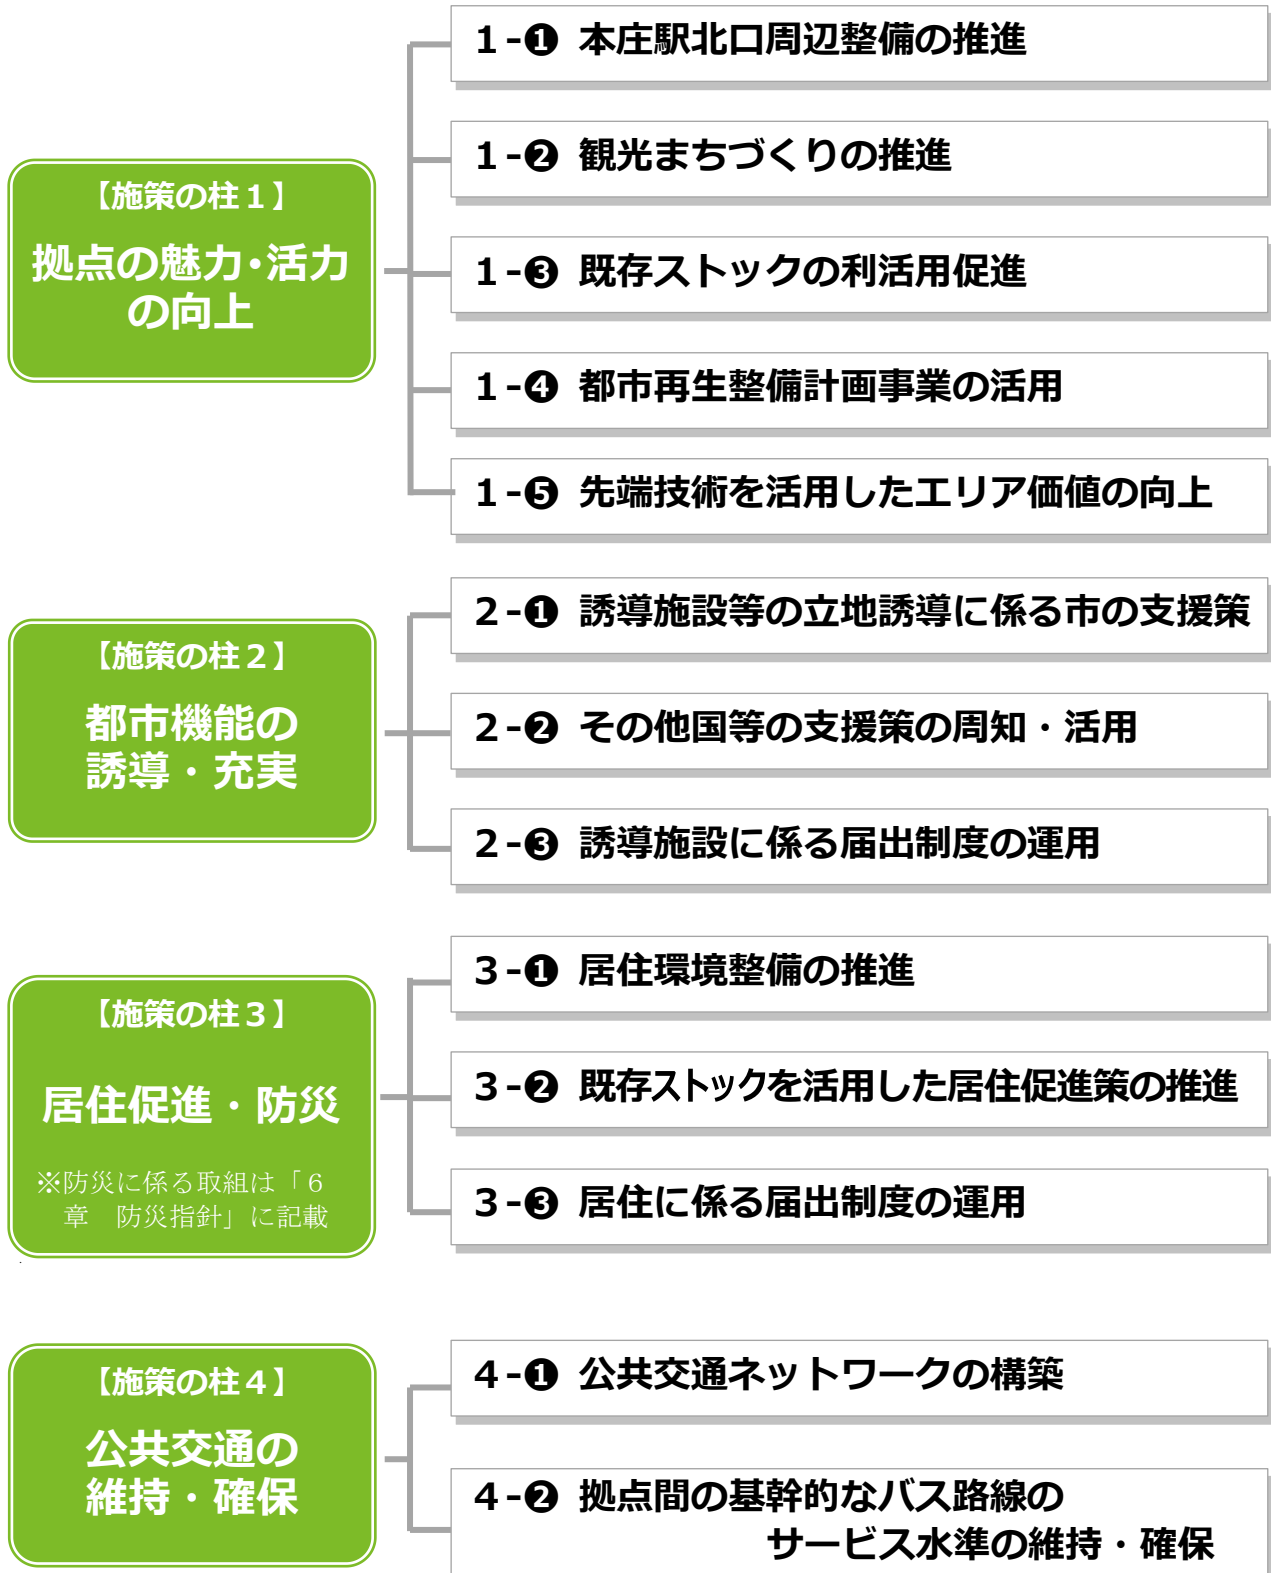 【施策の柱１】
拠点の魅力・活力
の向上
１-❶ 本庄駅北口周辺整備の推進
１-❷ 観光まちづくりの推進
１-❸ 既存ストックの利活用促進
１-❹ 都市再生整備計画事業の活用
１-❺ 先端技術を活用したエリア価値の向上
【施策の柱２】
都市機能の
誘導・充実
２-❶ 誘導施設等の立地誘導に係る市の支援策
２-❷ その他国等の支援策の周知・活用
２-❸ 誘導施設に係る届出制度の運用
【施策の柱３】
居住促進・防災
※防災に係る取組は「６
章　防災指針」に記載
３-❶ 居住環境整備の推進
３-❷ 既存ストックを活用した居住促進策の推進
３-❸ 居住に係る届出制度の運用
【施策の柱４】
公共交通の
維持・確保
４-❶ 公共交通ネットワークの構築
４-❷ 拠点間の基幹的なバス路線の
サービス水準の維持・確保